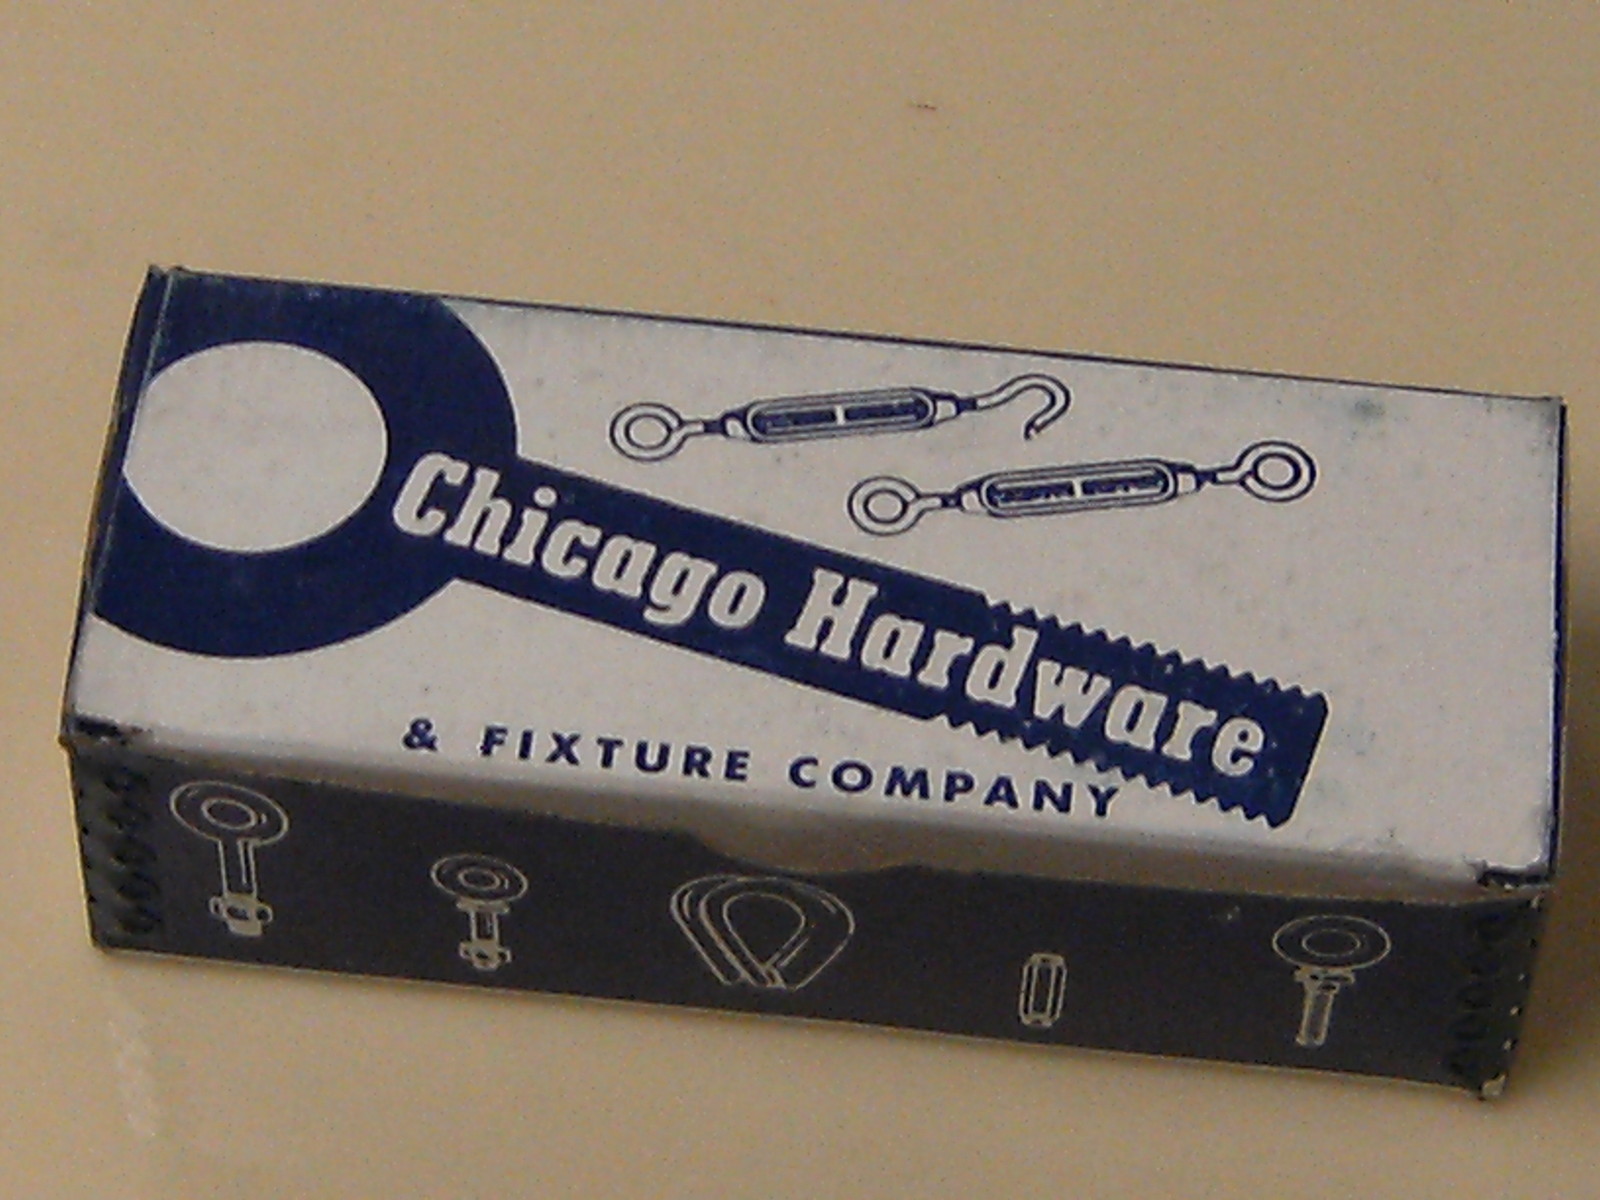 Chicago Hardware
& FIXTURE COMPANY